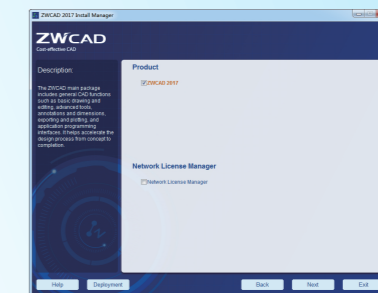 ZWCAD 2017 Install Manager
ZWCAD
Cost-effective CAD
Description:
The ZWCAD main package
includes general CAD functions
such as basic drawing and
editing, advanced tools,
annotations and dimensions,
exporting and plotting, and
application programming
interfaces. It helps accelerate the
design process from concept to
completion.
Product
ZWCAD 2017
Network License Manager
Network License Manager
Help
Deployment
Back
Next
Exit